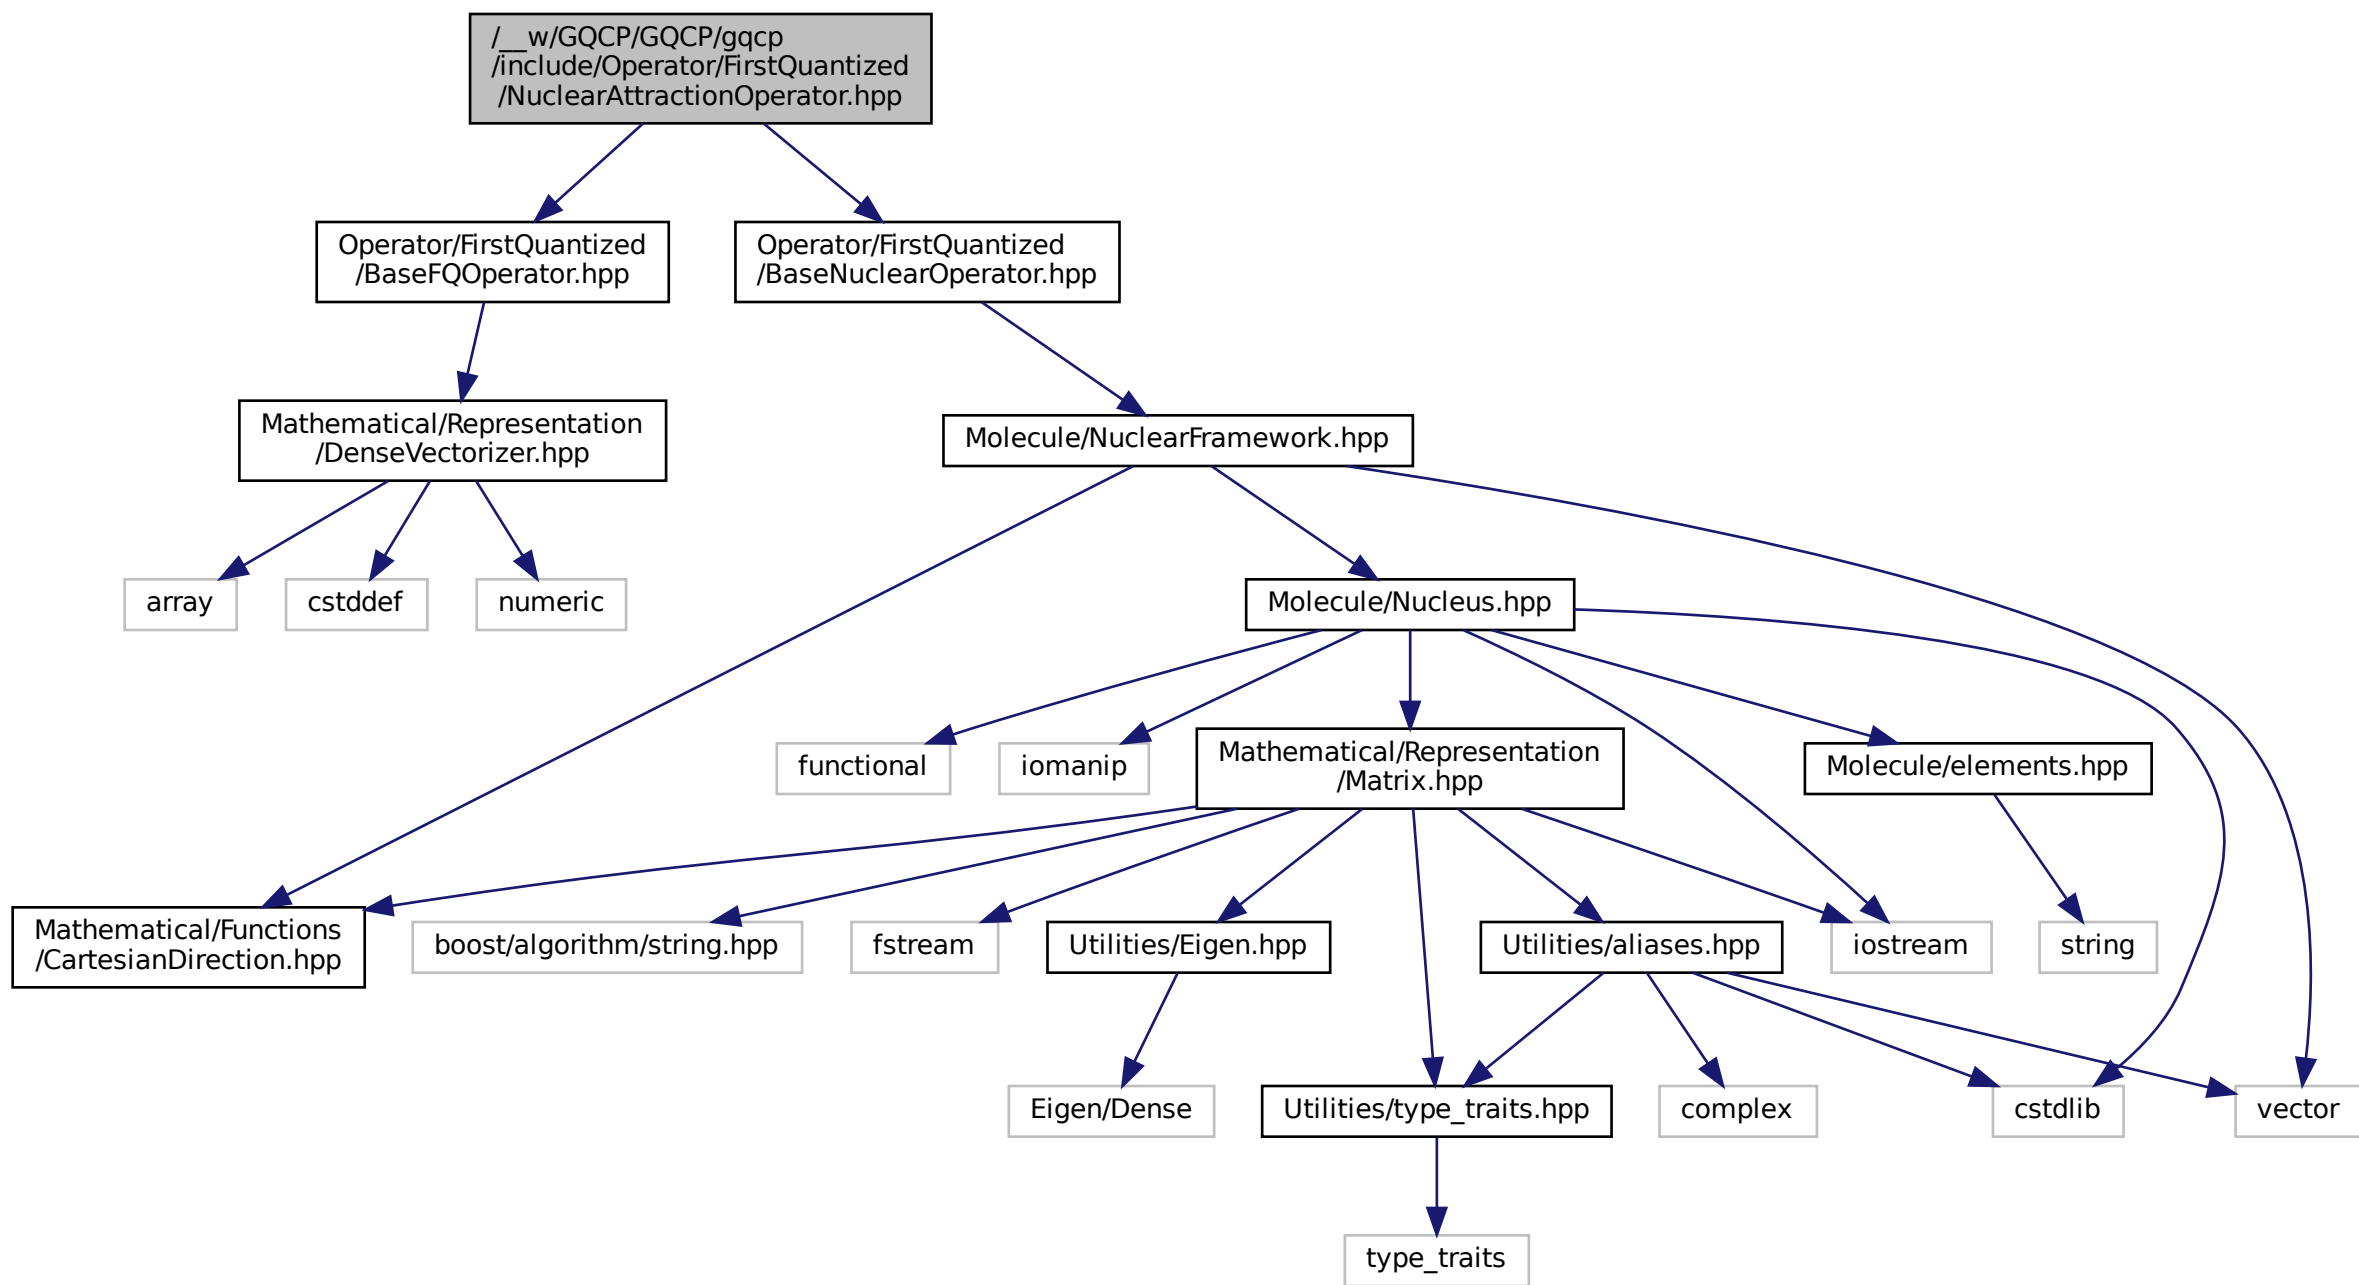 /__w/GQCP/GQCP/gqcp
/include/Operator/FirstQuantized
/NuclearAttractionOperator.hpp
Operator/FirstQuantized
/BaseFQOperator.hpp
Operator/FirstQuantized
/BaseNuclearOperator.hpp
Mathematical/Representation
/DenseVectorizer.hpp
Molecule/NuclearFramework.hpp
array
cstddef
numeric
Molecule/Nucleus.hpp
functional
iomanip
Mathematical/Representation
/Matrix.hpp
Molecule/elements.hpp
Mathematical/Functions
/CartesianDirection.hpp
boost/algorithm/string.hpp
fstream
Utilities/Eigen.hpp
Utilities/aliases.hpp
iostream
string
Eigen/Dense
Utilities/type_traits.hpp
complex
cstdlib
vector
type_traits